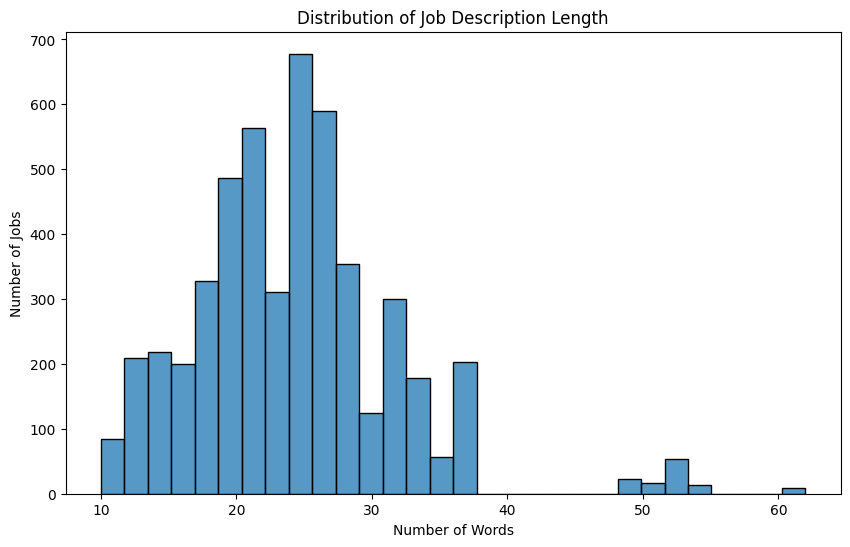 Distribution of Job Description Length
Number of Jobs
700
600
500
400
300
200
100
0
10 20 30 40 50 60
Number of Words